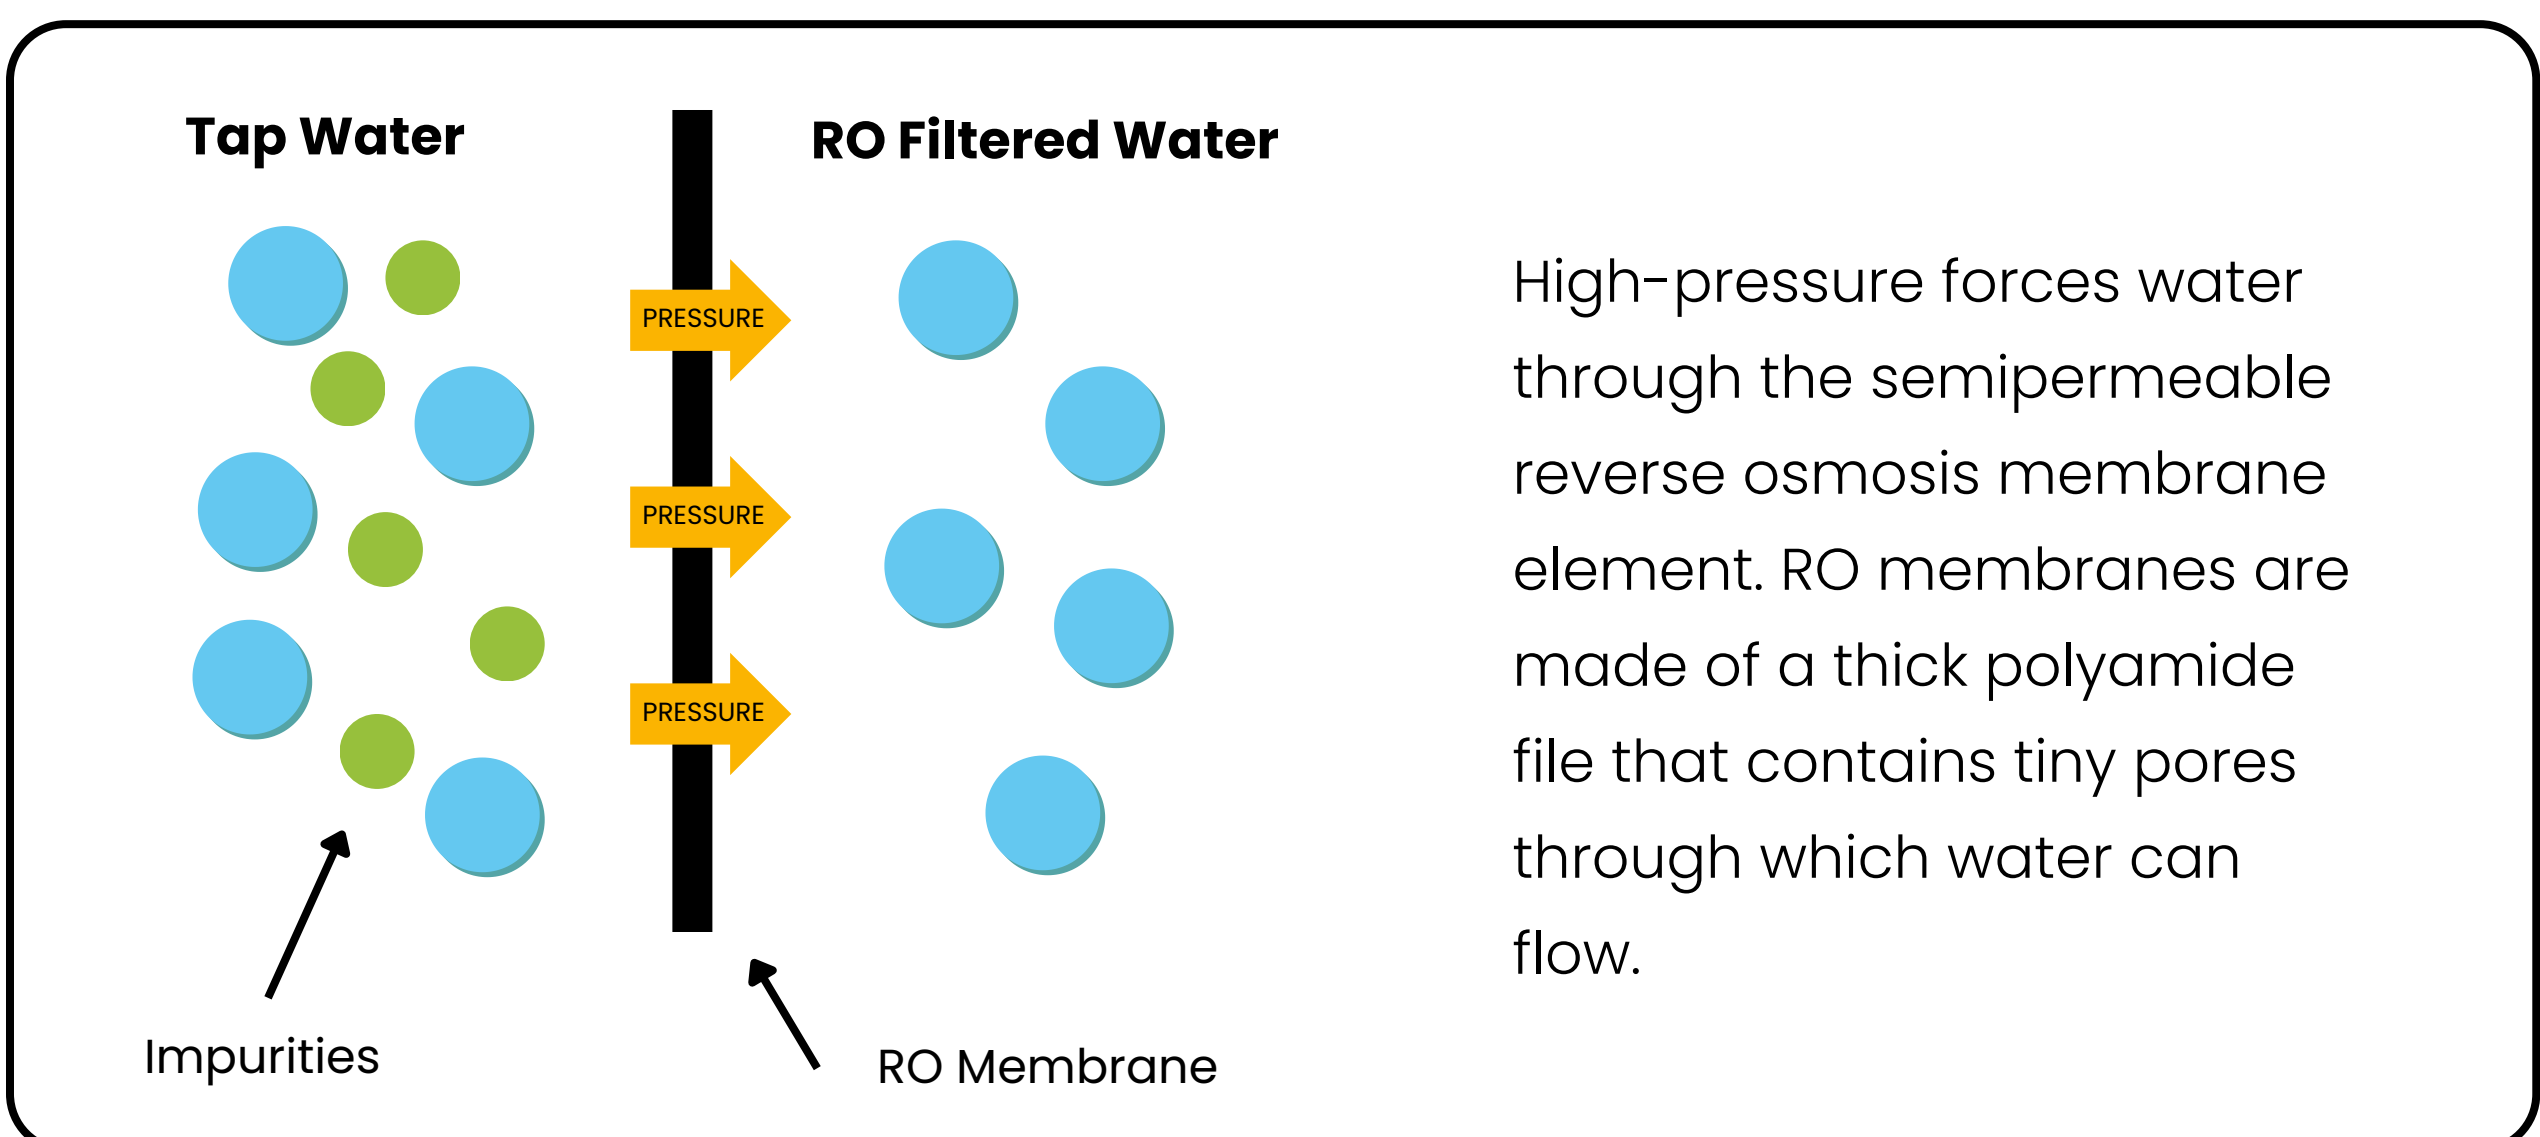 Tap Water
RO Filtered Water
PRESSURE
PRESSURE
PRESSURE
Impurities
RO Membrane
High-pressure forces water
through the semipermeable
reverse osmosis membrane
element. RO membranes are
made of a thick polyamide
file that contains tiny pores
through which water can
flow.